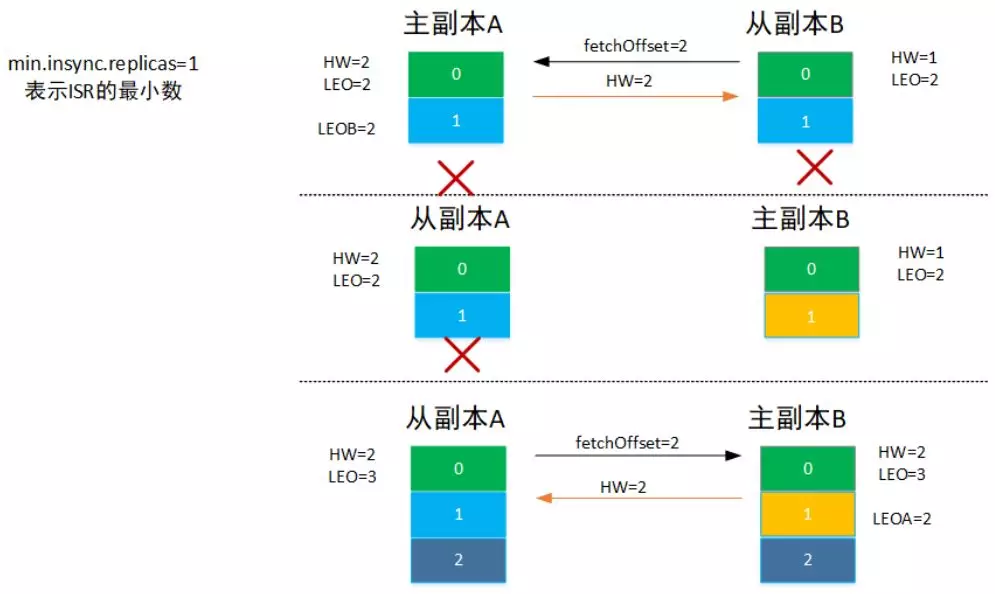 主副本A
从副本B
min.insync.replicas=1
表示ISR的最小数
HW=2
LEO=2
LEOB=2
0
1
fetchOffset=2
HW=2
0
1
HW=1
LEO=2
从副本A
主副本B
HW=2
LEO=2
0
1
0
1
HW=1
LEO=2
从副本A
主副本B
HW=2
LEO=3
0
1
2
fetchOffset=2
HW=2
0
1
2
HW=2
LEO=3
LEOA=2